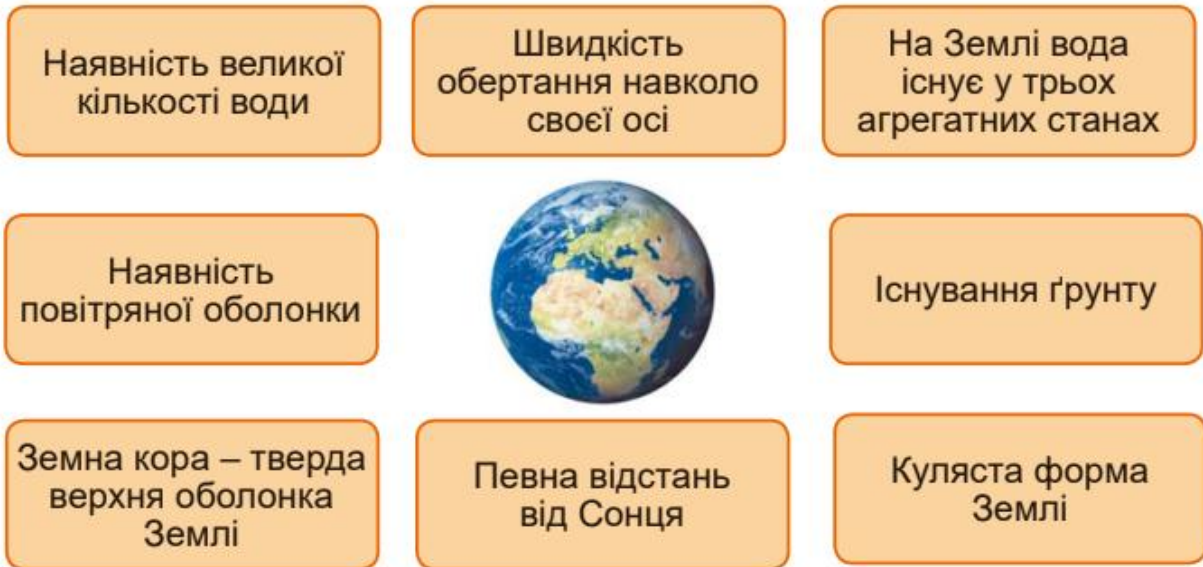 Наявність великої
кількості води
Швидкість
обертання навколо
своєї осі
На Землі вода
існує у трьох
агрегатних станах
Наявність
повітряної оболонки
Існування ґрунту
Земна кора – тверда
верхня оболонка
Землі
Певна відстань
від Сонця
Куляста форма
Землі